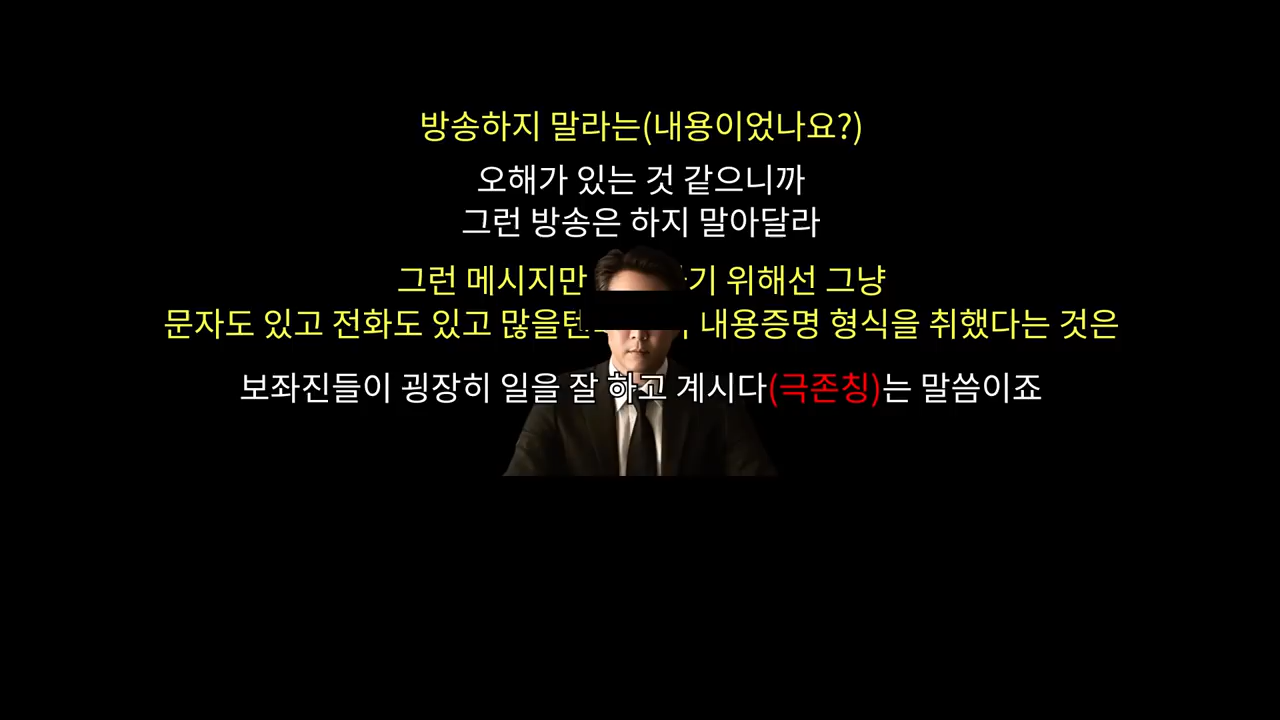 방송하지 말라는(내용이었나요?)
오해가 있는 것 같으니까
그런 방송은 하지 말아달라
그런 메시지만 위해선 그냥
문자도 있고 전화도 있고 많을텐 내용증명 형식을 취했다는 것은
보좌진들이 굉장히 일을 잘 하고 계시다(극존칭)는 말씀이죠